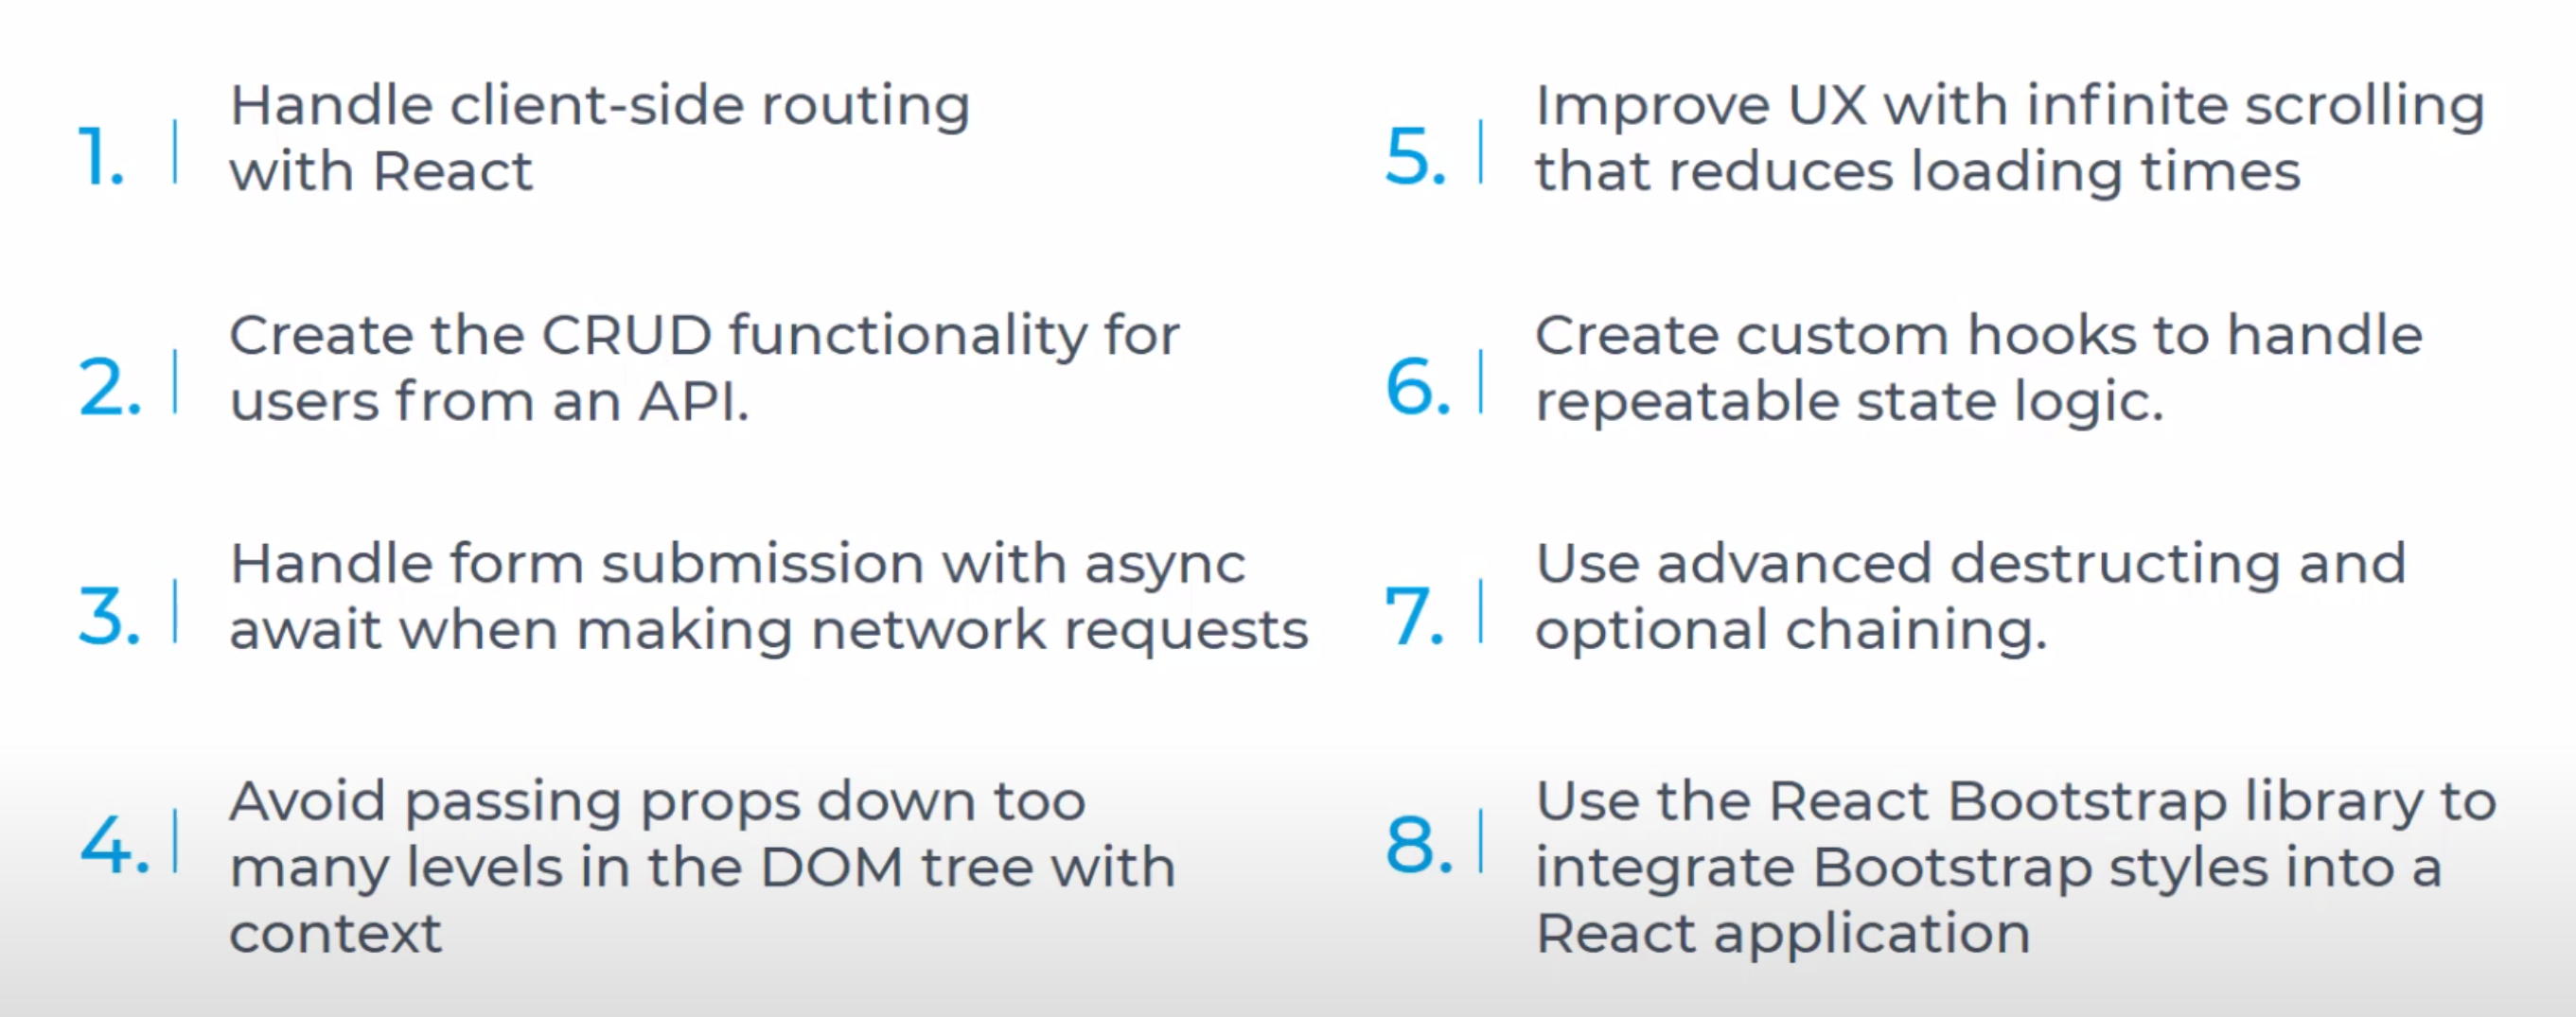 1. Handle client-side routing
with React
2. Create the CRUD functionality for
users from an API.
3. Handle form submission with async
await when making network requests
4. Avoid passing props down too
many levels in the DOM tree with
context
5. Improve UX with infinite scrolling
that reduces loading times
6. Create custom hooks to handle
repeatable state logic.
7. Use advanced destructing and
optional chaining.
8. Use the React Bootstrap library to
integrate Bootstrap styles into a
React application